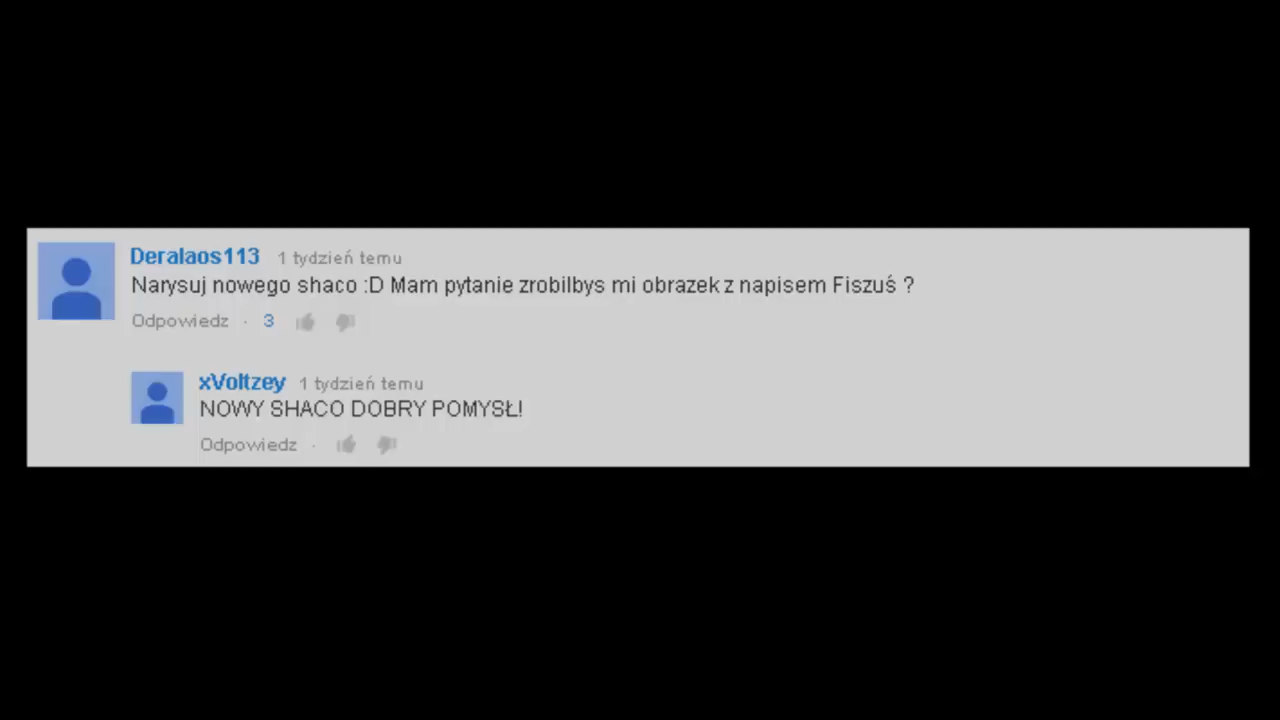 Deralaos113 1 tydzień temu
Narysuj nowego shaco :D Mam pytanie zrobilbys mi obrazek z napisem Fiszuś ?
Odpowiedz · 3
xVoltzey 1 tydzień temu
NOWY SHACO DOBRY POMYSŁ!
Odpowiedz ·